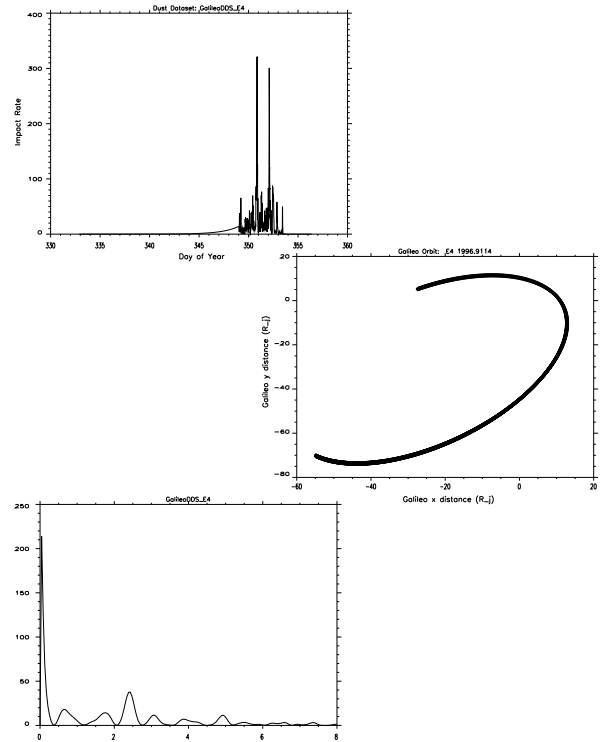 Dust Dataset: GalileoDDS_E4
400
300
200
100
0
Impact Rate
330 335 340 345 350 355 360
Day of Year
Galileo Orbit: _E4 1996.9114
20
0
-20
-40
-60
-80
Galileo y distance (R_j)
-60 -40 -20 0 20
Galileo x distance (R_j)
GalileoDDS_E4
250
200
150
100
50
0
0 2 4 6 8